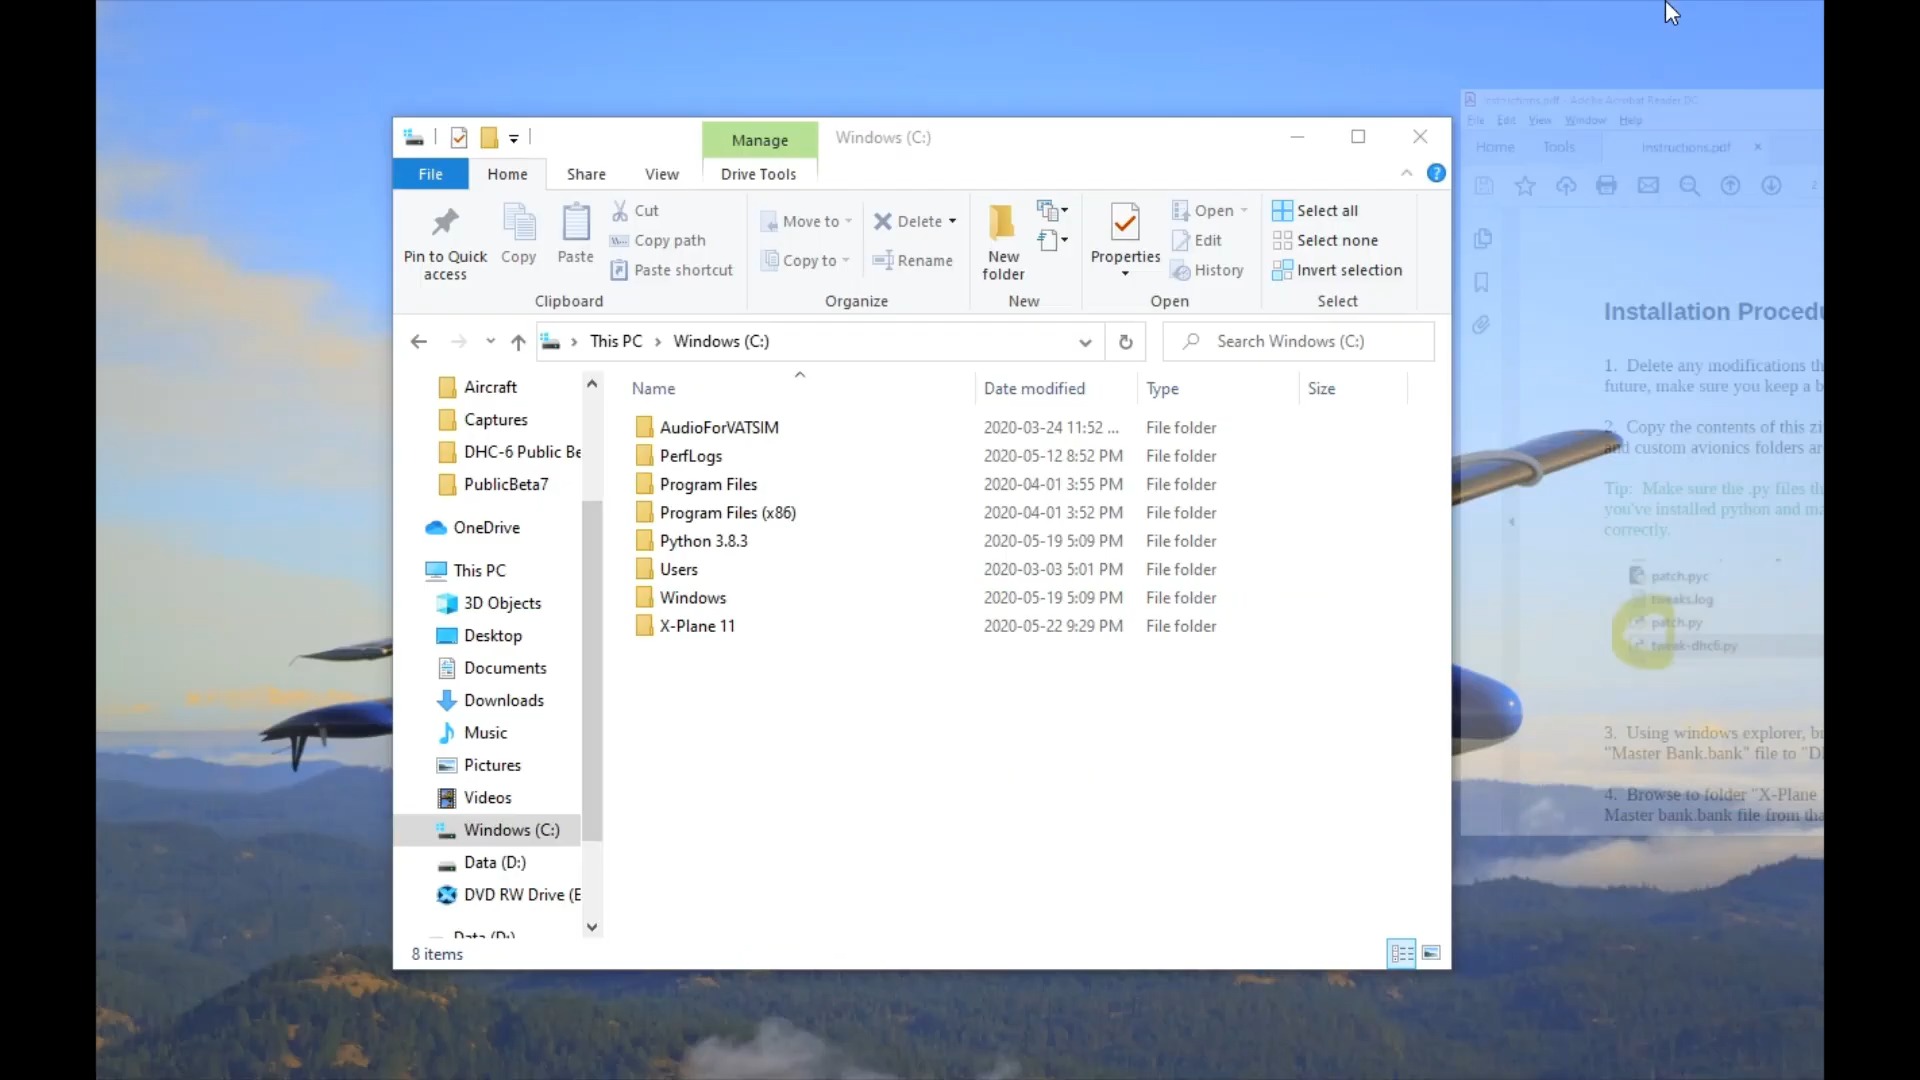 Manage
Windows (C:)
File
Home
Share
View
Drive Tools
Pin to Quick access
Copy
Paste
Cut
Copy path
Paste shortcut
Clipboard
Move to
Copy to
Delete
Rename
Organize
New folder
New
Properties
Open
Edit
History
Open
Select all
Select none
Invert selection
Select
This PC
Windows (C:)
Search Windows (C:)
Aircraft
Captures
DHC-6 Public Be
PublicBeta7
OneDrive
This PC
3D Objects
Desktop
Documents
Downloads
Music
Pictures
Videos
Windows (C:)
Data (D:)
DVD RW Drive (E
Data (D:)
Name Date modified Type Size
AudioForVATSIM 2020-03-24 11:52 ... File folder
PerfLogs 2020-05-12 8:52 PM File folder
Program Files 2020-04-01 3:55 PM File folder
Program Files (x86) 2020-04-01 3:52 PM File folder
Python 3.8.3 2020-05-19 5:09 PM File folder
Users 2020-03-03 5:01 PM File folder
Windows 2020-05-19 5:09 PM File folder
X-Plane 11 2020-05-22 9:29 PM File folder
8 items
Instructions.pdf - Adobe Acrobat Reader DC
File Edit View Window Help
Home Tools Instructions.pdf
2
Installation Procedu
1. Delete any modifications th
future, make sure you keep a b
2. Copy the contents of this zi
and custom avionics folders ar
Tip: Make sure the .py files th
you've installed python and ma
correctly.
patch.pyc
tweaks.log
patch.py
tweak-dhc6.py
3. Using windows explorer, br
"Master Bank.bank" file to "D
4. Browse to folder "X-Plane
Master bank.bank file from tha